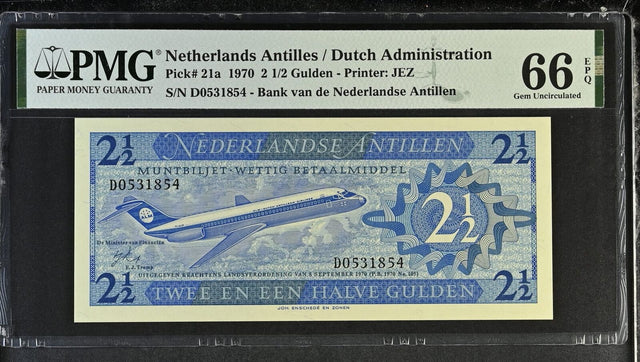 PMG®
PAPER MONEY GUARANTY
Netherlands Antilles / Dutch Administration
Pick# 21a 1970 2 1/2 Gulden - Printer: JEZ
S/N D0531854 - Bank van de Nederlandse Antillen
66 EPQ
Gem Uncirculated
2½ NEDERLANDSE ANTILLEN 2½
MUNTBILJET-WETTIG BETAALMIDDEL
D0531854
KLM
2½
De Minister van Financiën
E.J. Tromp
D0531854
UITGEGEVEN KRACHTENS LANDSVERORDENING VAN 8 SEPTEMBER 1970 (P.B. 1970 No.
2½ TWEE EN EEN HALVE GULDEN 2½
JOH. ENSCHEDE EN ZONEN